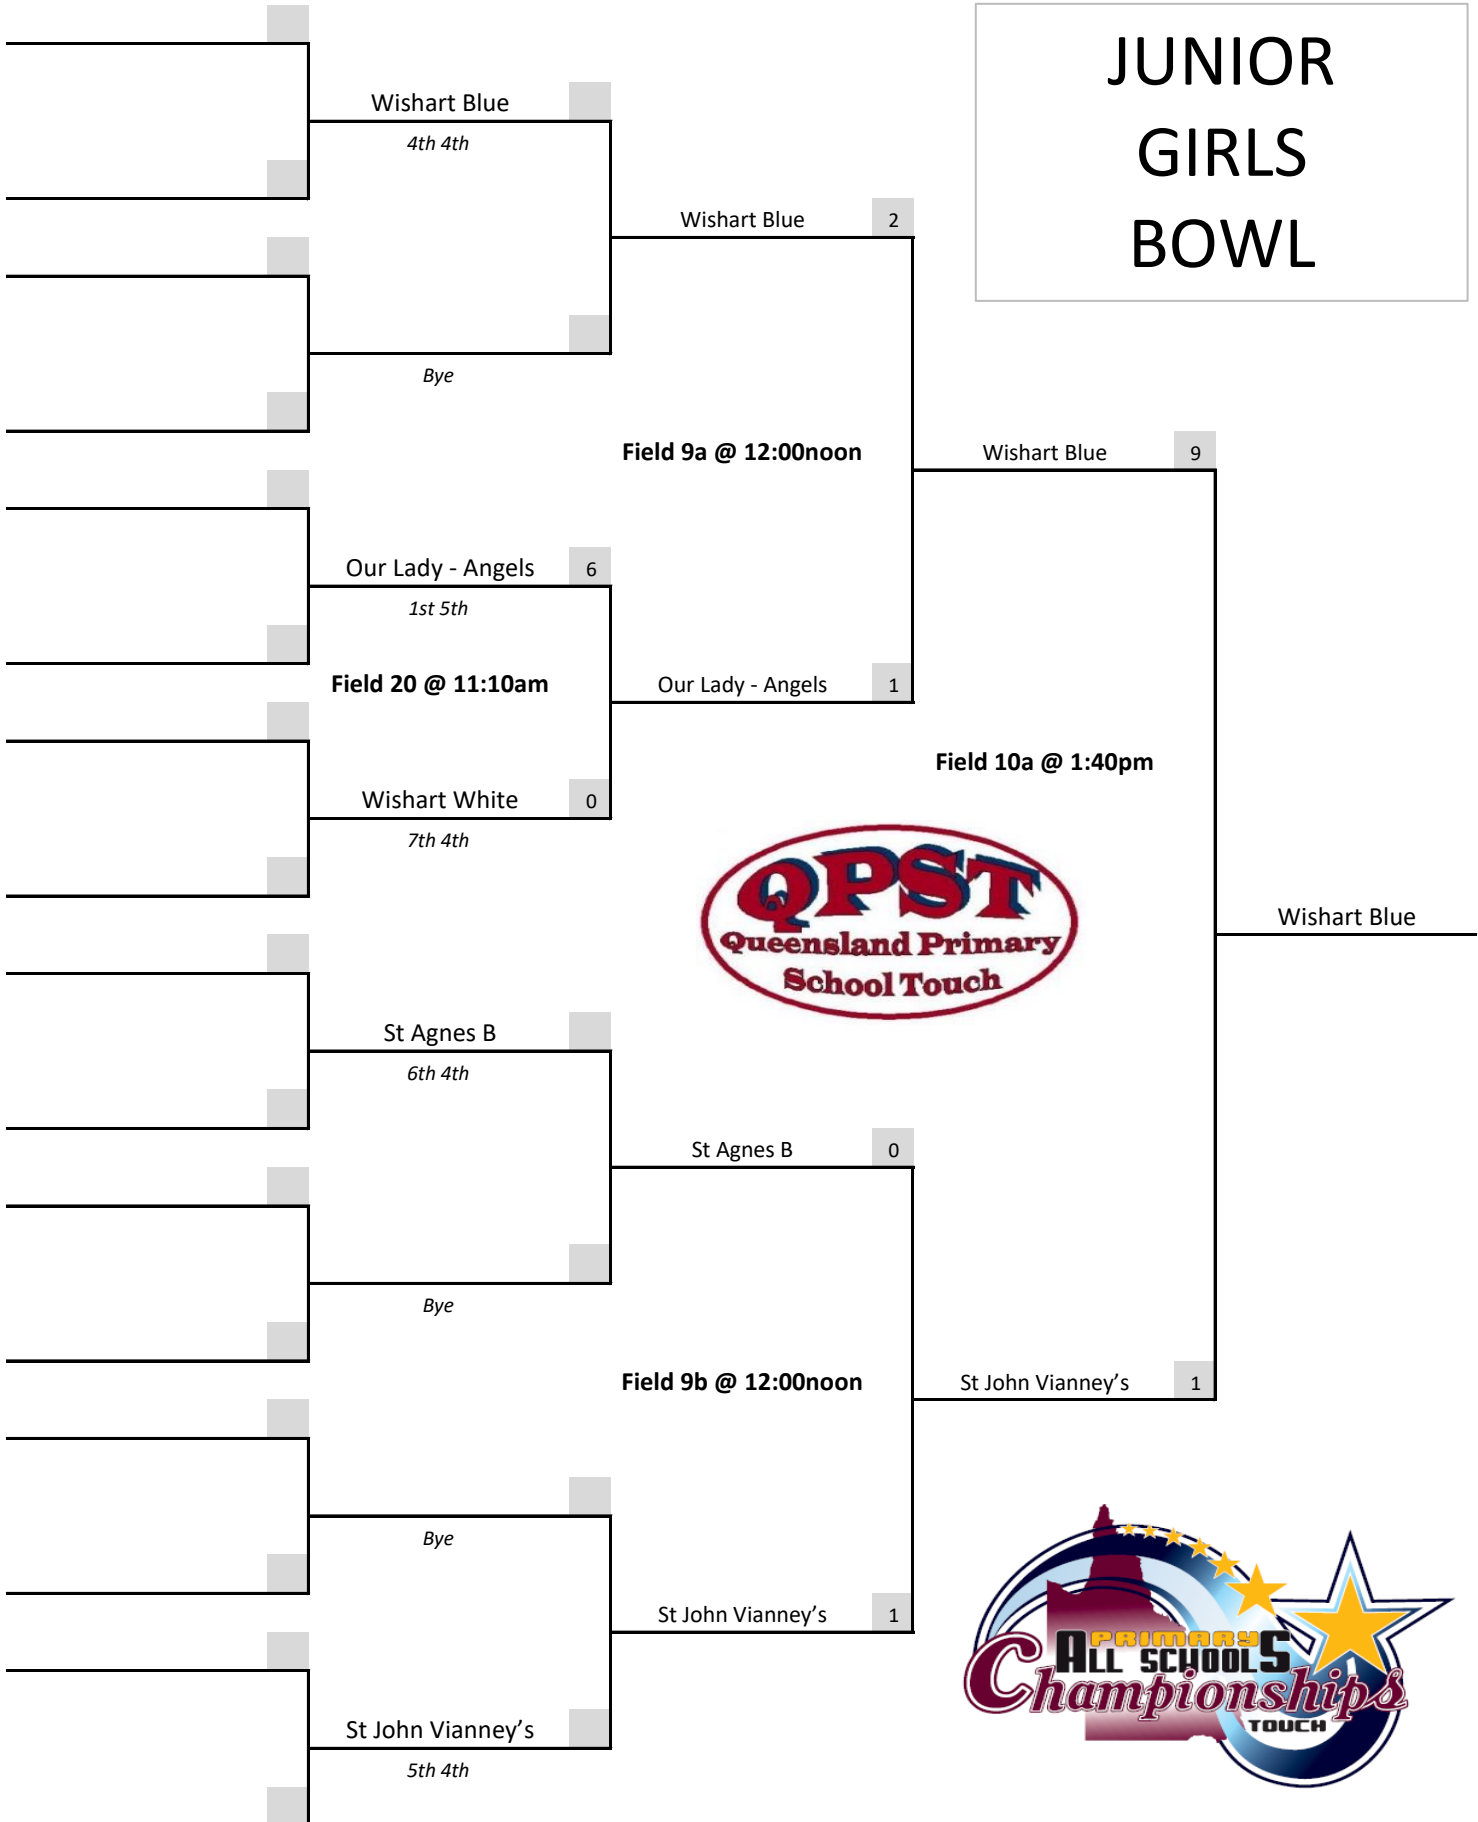 JUNIOR
GIRLS
BOWL
Wishart Blue
4th 4th
Wishart Blue 2
Bye
Field 9a @ 12:00noon
Wishart Blue 9
Our Lady - Angels 6
1st 5th
Field 20 @ 11:10am
Our Lady - Angels 1
Field 10a @ 1:40pm
Wishart White 0
7th 4th
QPST
Queensland Primary
School Touch
Wishart Blue
St Agnes B
6th 4th
St Agnes B 0
Bye
Field 9b @ 12:00noon
St John Vianney’s 1
Bye
St John Vianney’s 1
PRIMARY
ALL SCHOOLS
Championships
TOUCH
St John Vianney’s
5th 4th